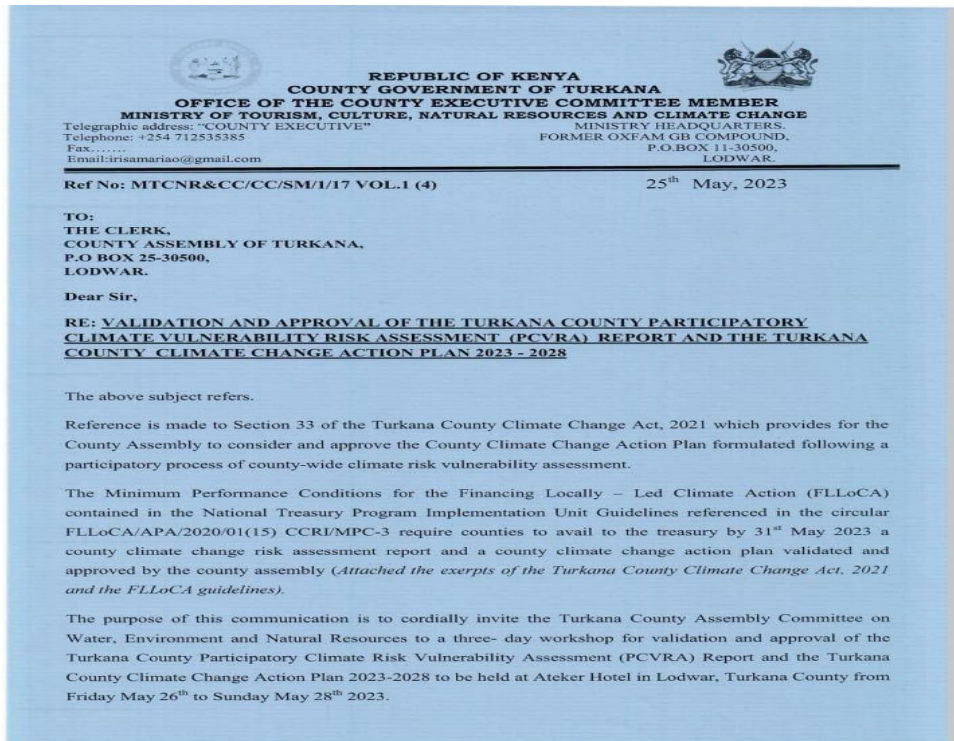 REPUBLIC OF KENYA
COUNTY GOVERNMENT OF TURKANA
OFFICE OF THE COUNTY EXECUTIVE COMMITTEE MEMBER
MINISTRY OF TOURISM, CULTURE, NATURAL RESOURCES AND CLIMATE CHANGE
Telegraphic address: "COUNTY EXECUTIVE"
Telephone: +254 712535385
Fax.......
Email:irisamariao@gmail.com
MINISTRY HEADQUARTERS.
FORMER OXFAM GB COMPOUND,
P.O.BOX 11-30500,
LODWAR.
Ref No: MTCNR&CC/CC/SM/1/17 VOL.1 (4)
25th May, 2023
TO:
THE CLERK,
COUNTY ASSEMBLY OF TURKANA,
P.O BOX 25-30500,
LODWAR.
Dear Sir,
RE: VALIDATION AND APPROVAL OF THE TURKANA COUNTY PARTICIPATORY
CLIMATE VULNERABILITY RISK ASSESSMENT (PCVRA) REPORT AND THE TURKANA
COUNTY CLIMATE CHANGE ACTION PLAN 2023 - 2028
The above subject refers.
Reference is made to Section 33 of the Turkana County Climate Change Act, 2021 which provides for the
County Assembly to consider and approve the County Climate Change Action Plan formulated following a
participatory process of county-wide climate risk vulnerability assessment.
The Minimum Performance Conditions for the Financing Locally – Led Climate Action (FLLoCA)
contained in the National Treasury Program Implementation Unit Guidelines referenced in the circular
FLLoCA/APA/2020/01(15) CCRI/MPC-3 require counties to avail to the treasury by 31st May 2023 a
county climate change risk assessment report and a county climate change action plan validated and
approved by the county assembly (Attached the exerpts of the Turkana County Climate Change Act, 2021
and the FLLoCA guidelines).
The purpose of this communication is to cordially invite the Turkana County Assembly Committee on
Water, Environment and Natural Resources to a three- day workshop for validation and approval of the
Turkana County Participatory Climate Risk Vulnerability Assessment (PCVRA) Report and the Turkana
County Climate Change Action Plan 2023-2028 to be held at Ateker Hotel in Lodwar, Turkana County from
Friday May 26th to Sunday May 28th 2023.